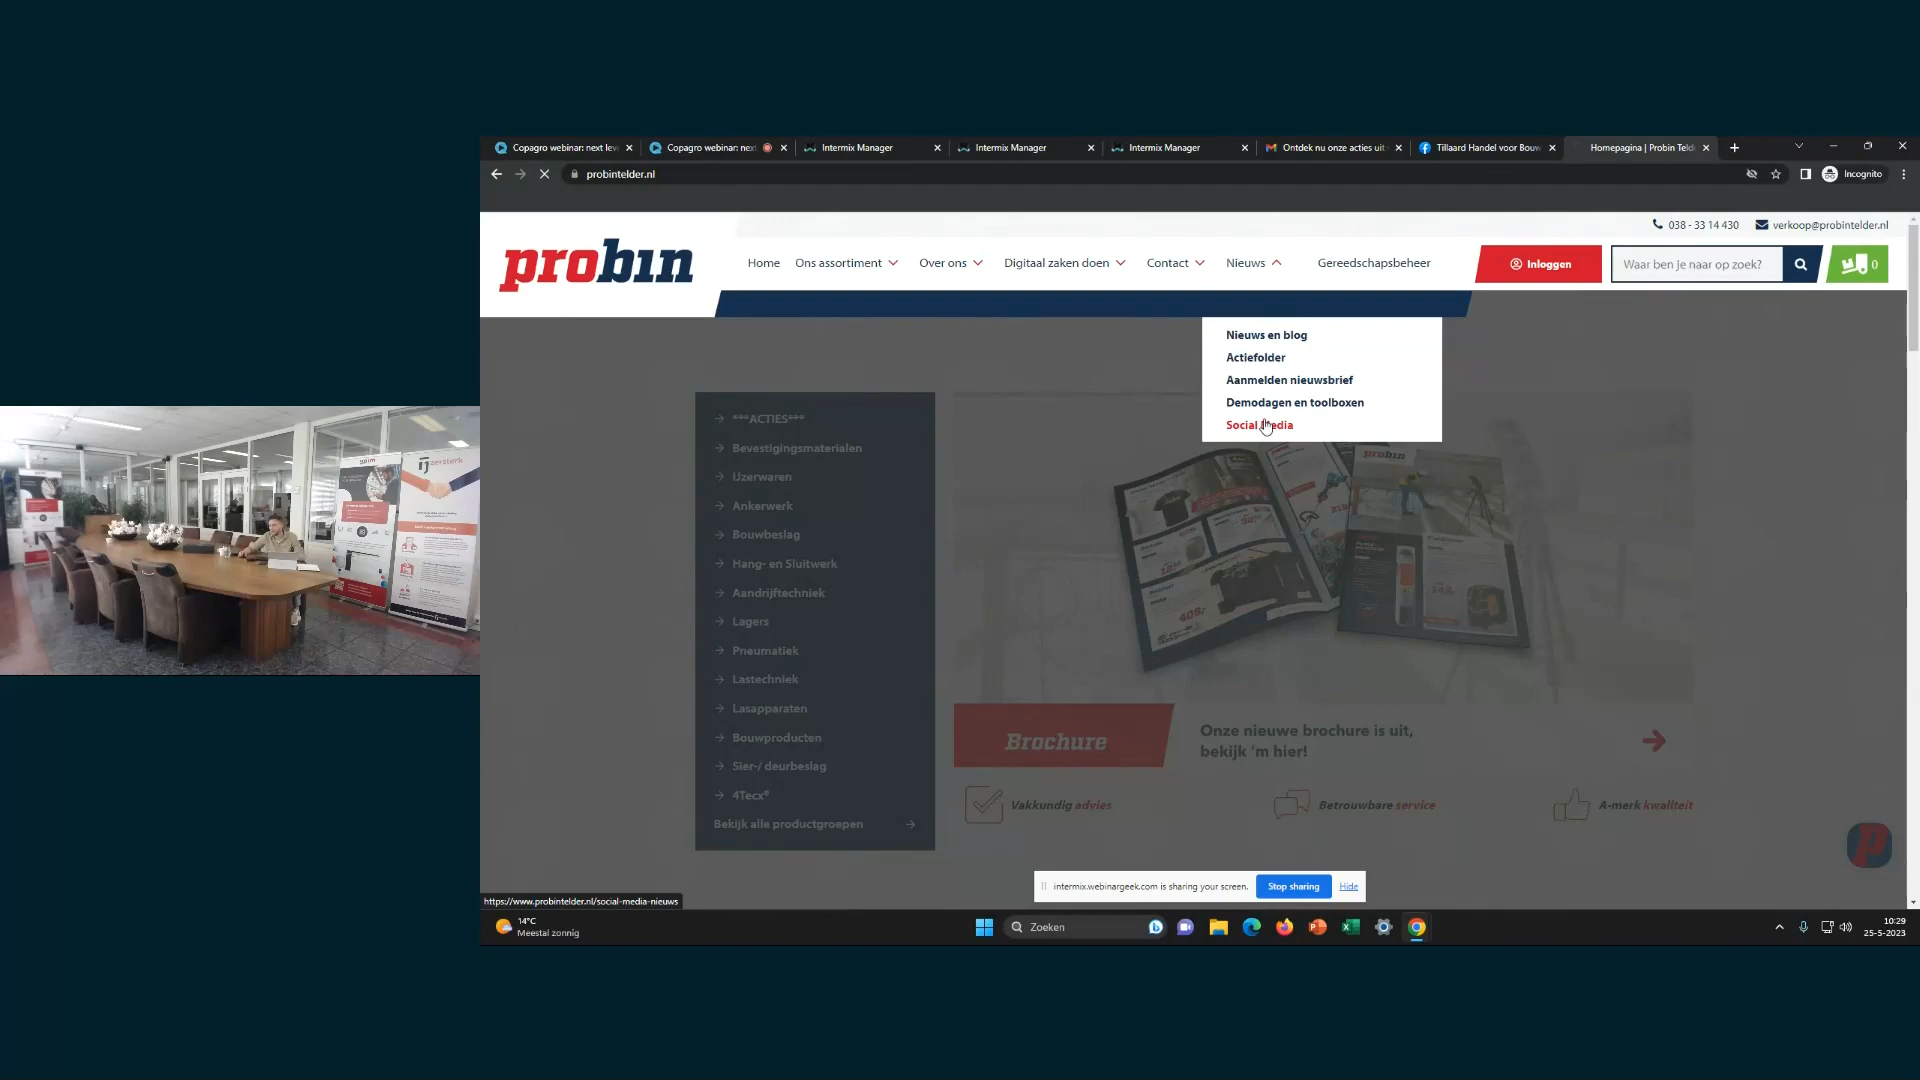 Copagro webinar: next lev
Copagro webinar: nex
Intermix Manager
Intermix Manager
Intermix Manager
Ontdek nu onze acties uit
Tillaard Handel voor Bouw
Homepagina | Probin Teld
probintelder.nl
Incognito
038 - 33 14 430
verkoop@probintelder.nl
probin
Home
Ons assortiment
Over ons
Digitaal zaken doen
Contact
Nieuws
Gereedschapsbeheer
Inloggen
Waar ben je naar op zoek?
0
Nieuws en blog
Actiefolder
Aanmelden nieuwsbrief
Demodagen en toolboxen
Social Media
***ACTIES***
Bevestigingsmaterialen
IJzerwaren
Ankerwerk
Bouwbeslag
Hang- en Sluitwerk
Aandrijftechniek
Lagers
Pneumatiek
Lastechniek
Lasapparaten
Bouwproducten
Sier-/ deurbeslag
4Tecx®
Bekijk alle productgroepen
probin
Brochure
Onze nieuwe brochure is uit,
bekijk 'm hier!
Vakkundig advies
Betrouwbare service
A-merk kwaliteit
ijzersterk
intermix.webinargeek.com is sharing your screen.
Stop sharing
Hide
https://www.probintelder.nl/social-media-nieuws
14°C
Meestal zonnig
Zoeken
10:29
25-5-2023